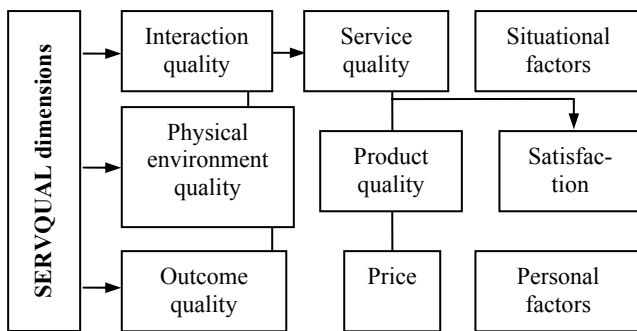 SERVQUAL dimensions
Interaction
quality
Service
quality
Situational
factors
Physical
environment
quality
Product
quality
Satisfac-
tion
Outcome
quality
Price
Personal
factors